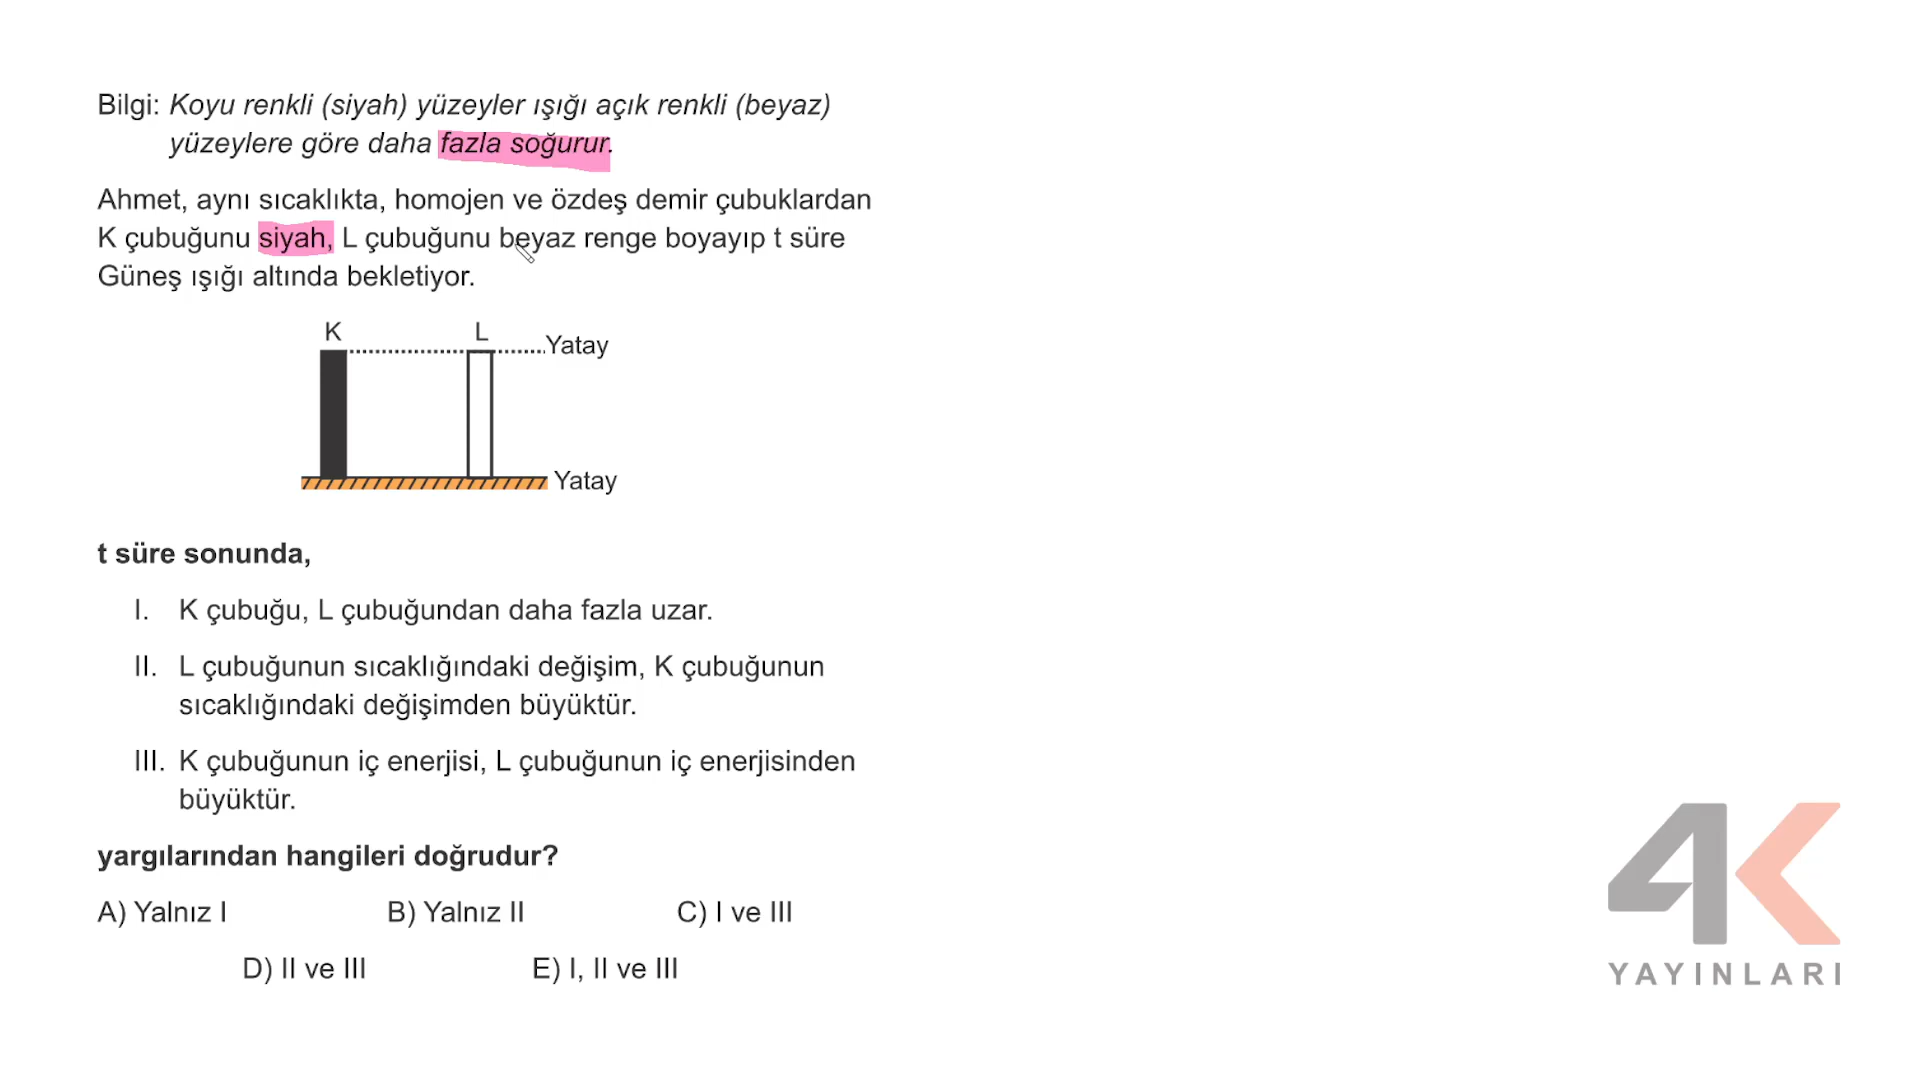 Bilgi: Koyu renkli (siyah) yüzeyler ışığı açık renkli (beyaz)
yüzeylere göre daha fazla soğurur.
Ahmet, aynı sıcaklıkta, homojen ve özdeş demir çubuklardan
K çubuğunu siyah, L çubuğunu beyaz renge boyayıp t süre
Güneş ışığı altında bekletiyor.
K L
Yatay
Yatay
t süre sonunda,
I. K çubuğu, L çubuğundan daha fazla uzar.
II. L çubuğunun sıcaklığındaki değişim, K çubuğunun
sıcaklığındaki değişimden büyüktür.
III. K çubuğunun iç enerjisi, L çubuğunun iç enerjisinden
büyüktür.
yargılarından hangileri doğrudur?
A) Yalnız I B) Yalnız II C) I ve III
D) II ve III E) I, II ve III
4K
YAYINLARI